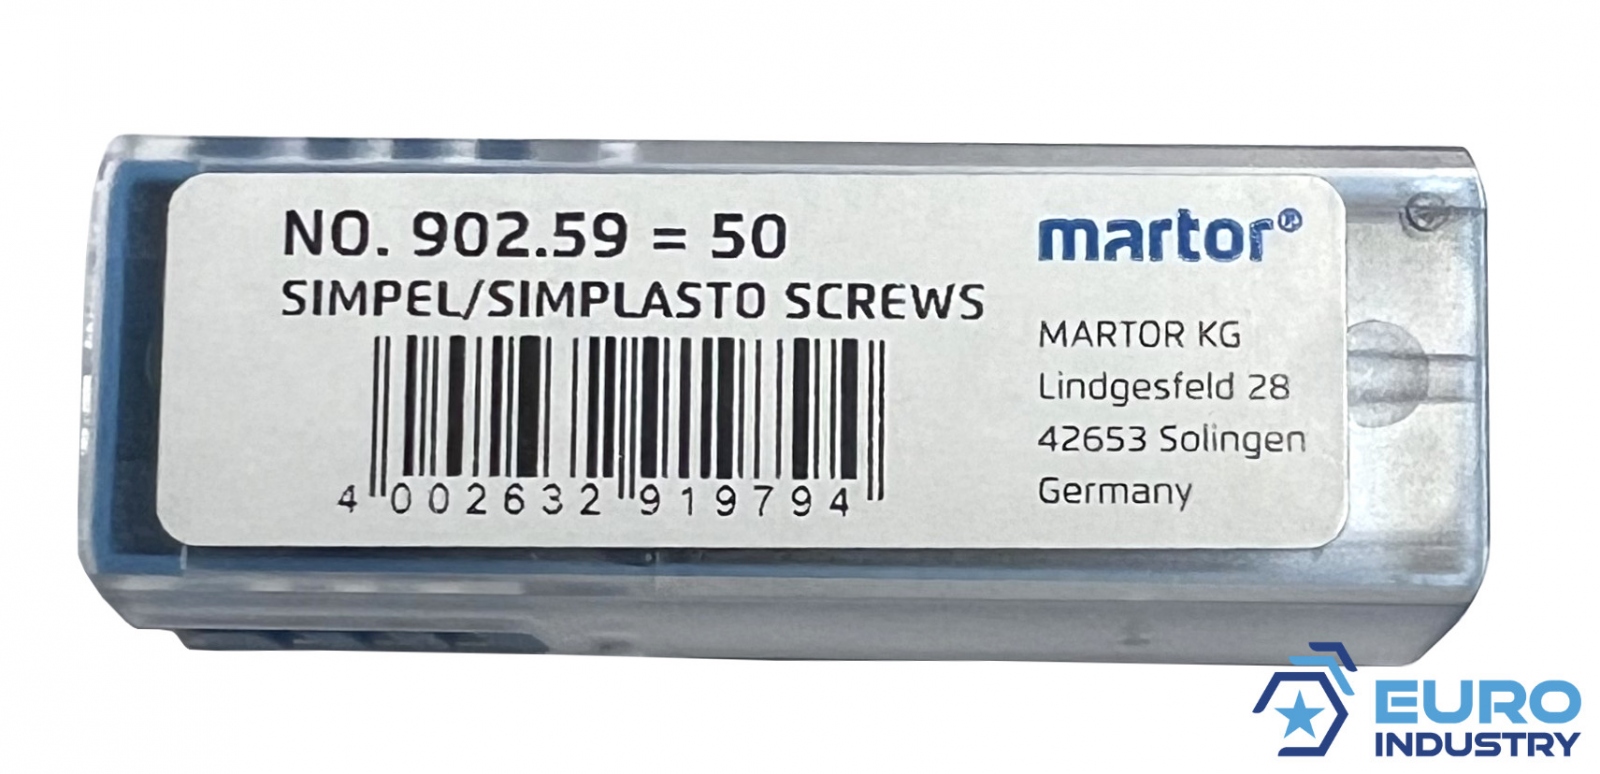 NO. 902.59 = 50
SIMPEL/SIMPLASTO SCREWS
4 002632 919794
martor®
MARTOR KG
Lindgesfeld 28
42653 Solingen
Germany
EURO
INDUSTRY